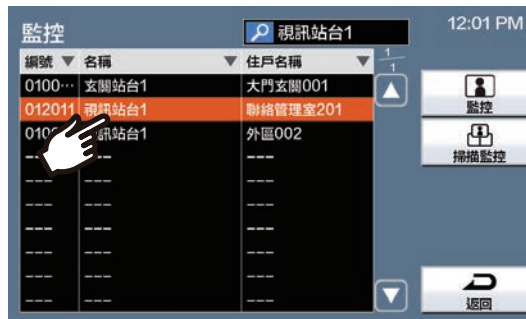 監控
視訊站台1
12:01 PM
編號 ▼ 名稱 ▼ 住戶名稱 ▼
1/1
0100⋯ 玄關站台1 大門玄關001
012011 視訊站台1 聯絡管理室201
010 訊站台1 外區002
--- --- ---
--- --- ---
--- --- ---
--- --- ---
--- --- ---
--- --- ---
監控
掃描監控
返回